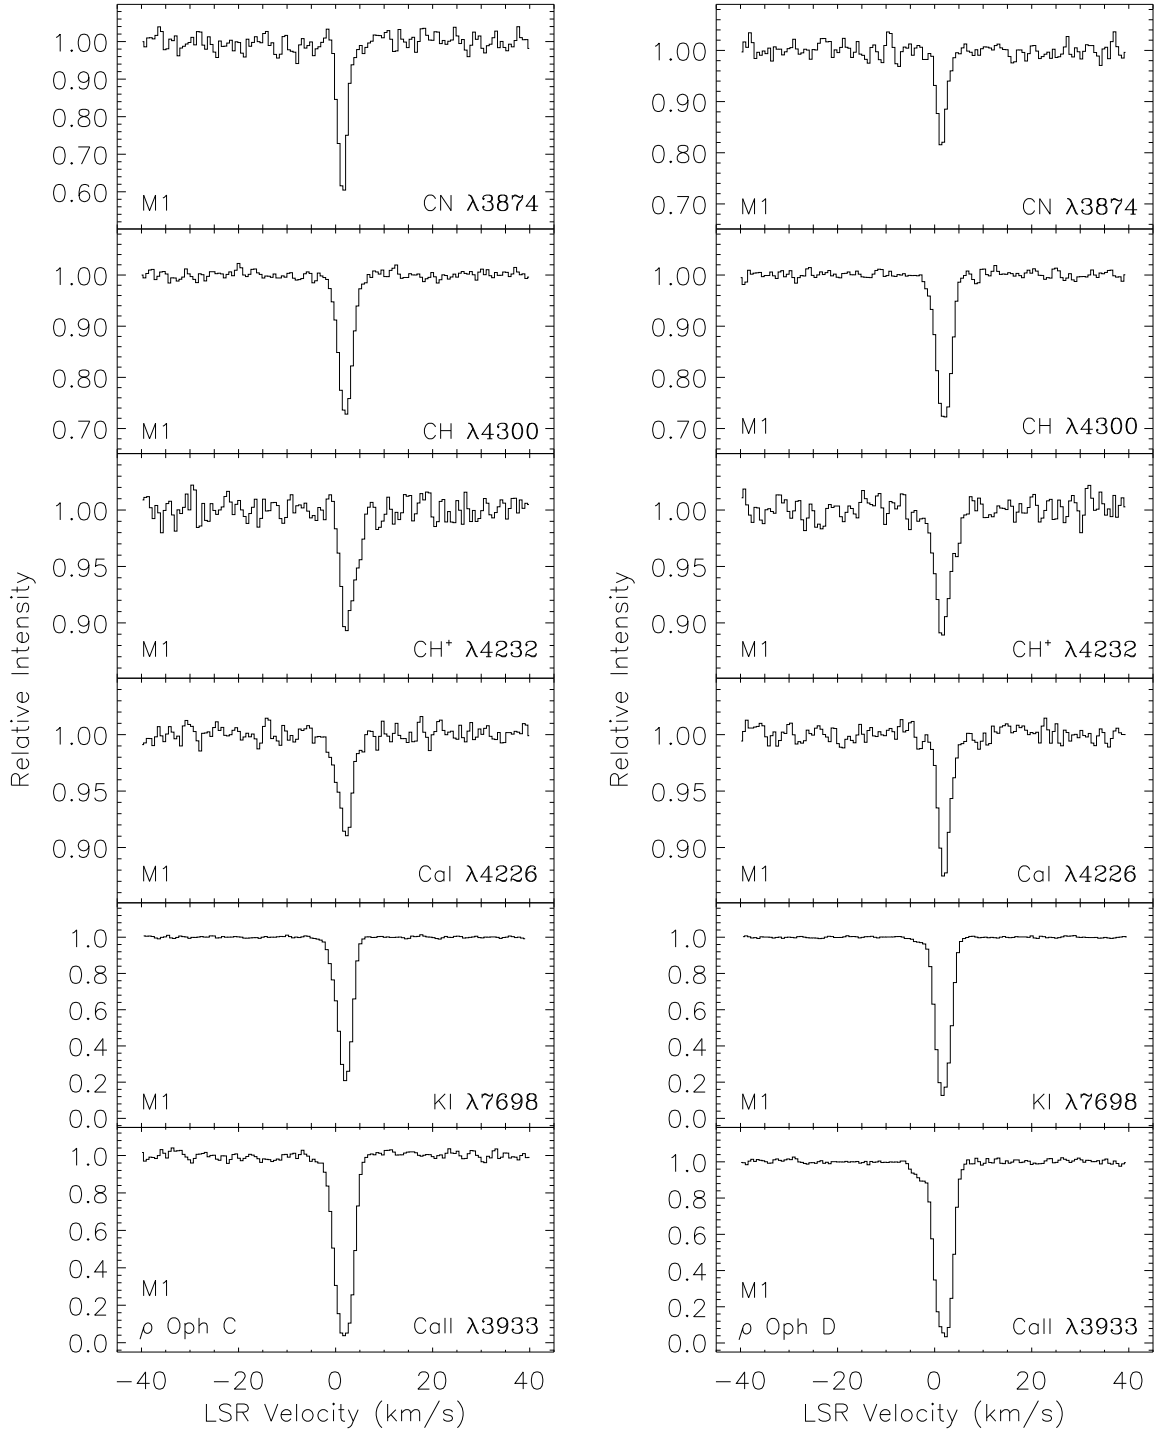 1.00
0.90
0.80
0.70
0.60
M1 CN λ3874
1.00
0.90
0.80
0.70
M1 CH λ4300
1.00
0.95
0.90
M1 CH⁺ λ4232
1.00
0.95
0.90
M1 CaI λ4226
1.0
0.8
0.6
0.4
0.2
0.0
M1 KI λ7698
1.0
0.8
0.6
0.4
0.2
0.0
M1
ρ Oph C CaII λ3933
−40 −20 0 20 40
LSR Velocity (km/s)
Relative Intensity
1.00
0.90
0.80
0.70
M1 CN λ3874
1.00
0.90
0.80
0.70
M1 CH λ4300
1.00
0.95
0.90
M1 CH⁺ λ4232
1.00
0.95
0.90
M1 CaI λ4226
1.0
0.8
0.6
0.4
0.2
0.0
M1 KI λ7698
1.0
0.8
0.6
0.4
0.2
0.0
M1
ρ Oph D CaII λ3933
−40 −20 0 20 40
LSR Velocity (km/s)
Relative Intensity